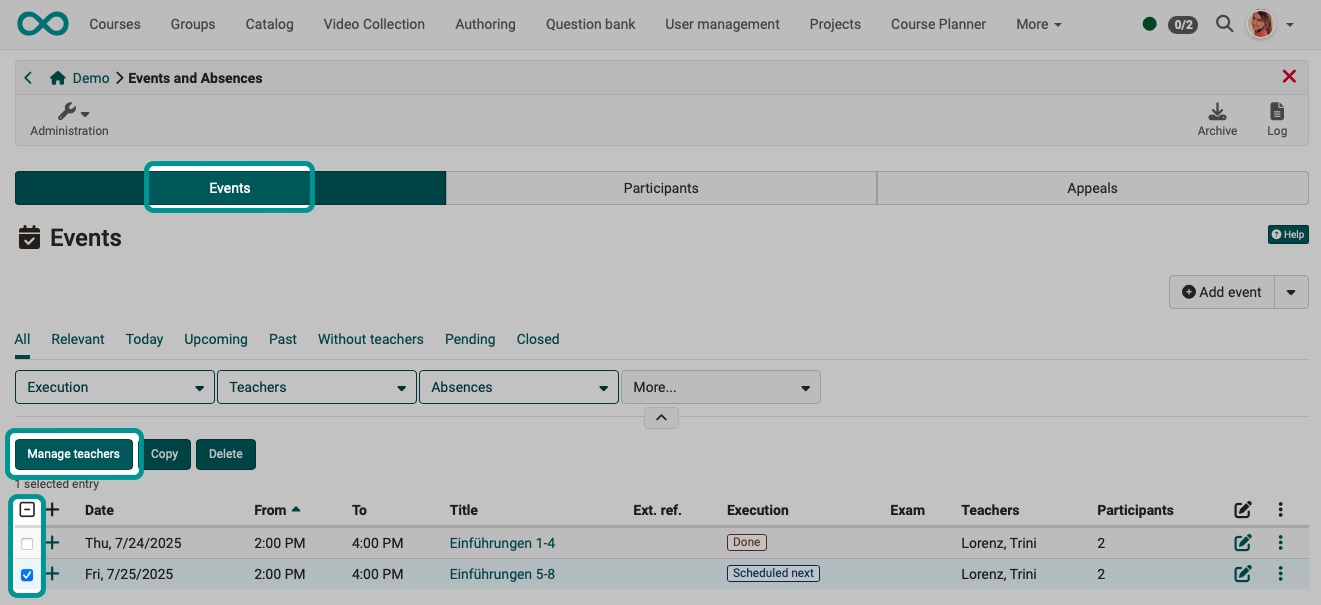 Courses Groups Catalog Video Collection Authoring Question bank User management Projects Course Planner More 0/2
Demo Events and Absences
Administration Archive Log
Events Participants Appeals
Events
Help
Add event
All Relevant Today Upcoming Past Without teachers Pending Closed
Execution Teachers Absences More...
Manage teachers Copy Delete
1 selected entry
Date From To Title Ext. ref. Execution Exam Teachers Participants
Thu, 7/24/2025 2:00 PM 4:00 PM Einführungen 1-4 Done Lorenz, Trini 2
Fri, 7/25/2025 2:00 PM 4:00 PM Einführungen 5-8 Scheduled next Lorenz, Trini 2